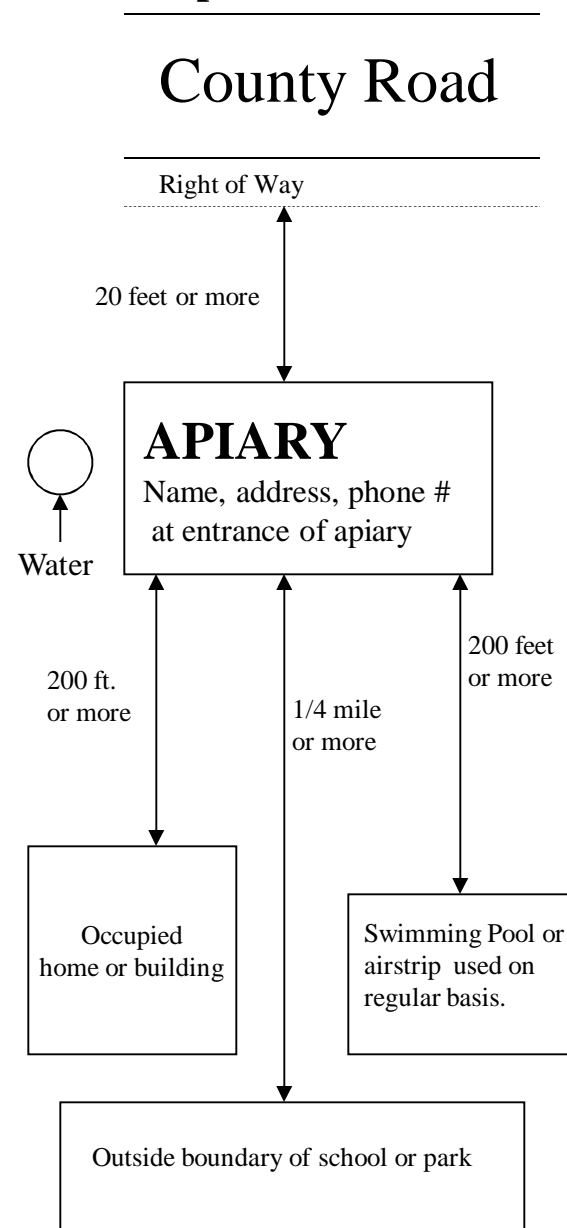 County Road
Right of Way
20 feet or more
APIARY
Name, address, phone #
at entrance of apiary
Water
200 ft.
or more
1/4 mile
or more
200 feet
or more
Occupied
home or building
Swimming Pool or
airstrip used on
regular basis.
Outside boundary of school or park